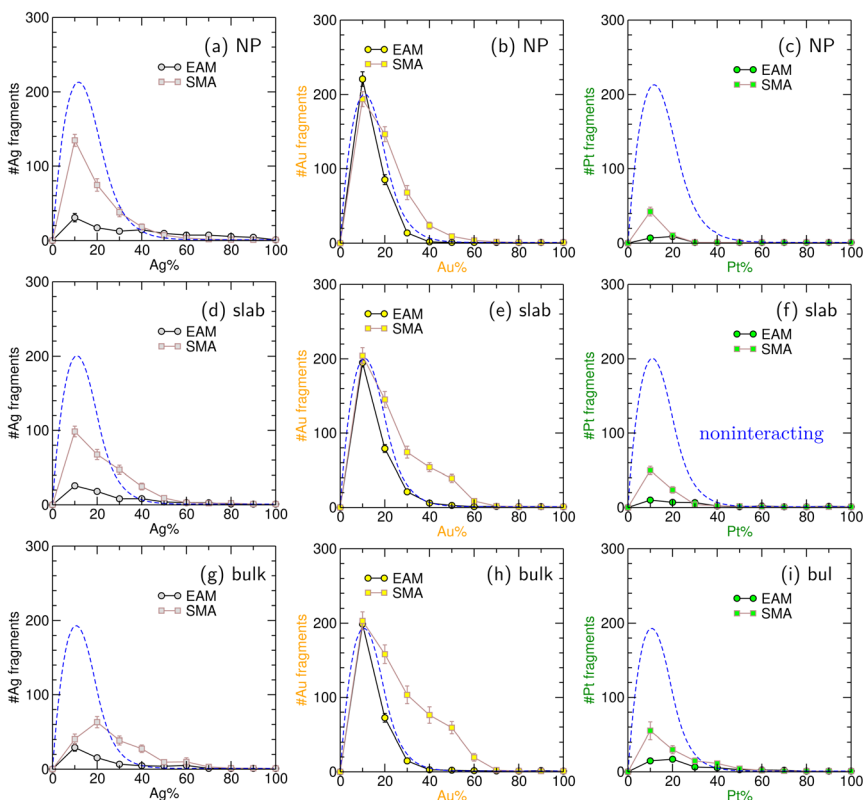 300
(a) NP
EAM
SMA
200
100
0
#Ag fragments
0 20 40 60 80 100
Ag%
300
(b) NP
EAM
SMA
200
100
0
#Au fragments
0 20 40 60 80 100
Au%
300
(c) NP
EAM
SMA
200
100
0
#Pt fragments
0 20 40 60 80 100
Pt%
300
(d) slab
EAM
SMA
200
100
0
#Ag fragments
0 20 40 60 80 100
Ag%
300
(e) slab
EAM
SMA
200
100
0
#Au fragments
0 20 40 60 80 100
Au%
300
(f) slab
EAM
SMA
200
noninteracting
100
0
#Pt fragments
0 20 40 60 80 100
Pt%
300
(g) bulk
EAM
SMA
200
100
0
#Ag fragments
0 20 40 60 80 100
Ag%
300
(h) bulk
EAM
SMA
200
100
0
#Au fragments
0 20 40 60 80 100
Au%
300
(i) bul
EAM
SMA
200
100
0
#Pt fragments
0 20 40 60 80 100
Pt%